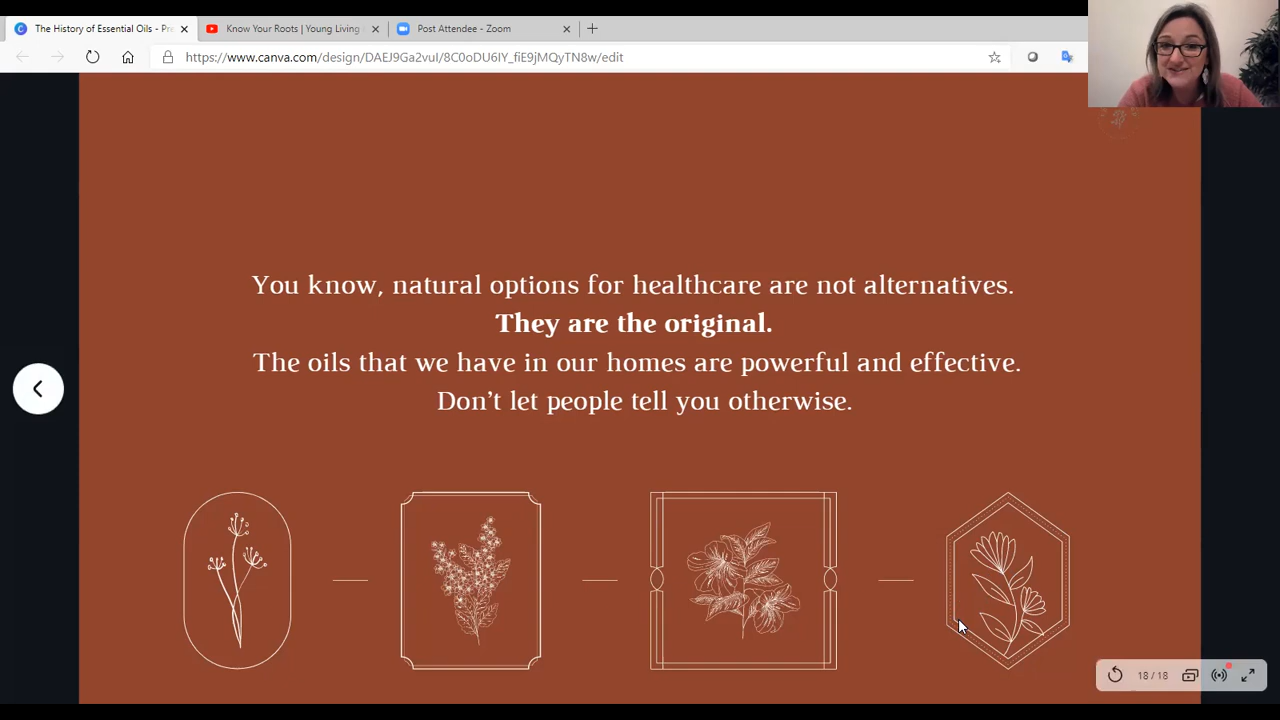 The History of Essential Oils - Pre
Know Your Roots | Young Living
Post Attendee - Zoom
https://www.canva.com/design/DAEJ9Ga2vuI/8C0oDU6IY_fiE9jMQyTN8w/edit
You know, natural options for healthcare are not alternatives.
They are the original.
The oils that we have in our homes are powerful and effective.
Don't let people tell you otherwise.
18 / 18